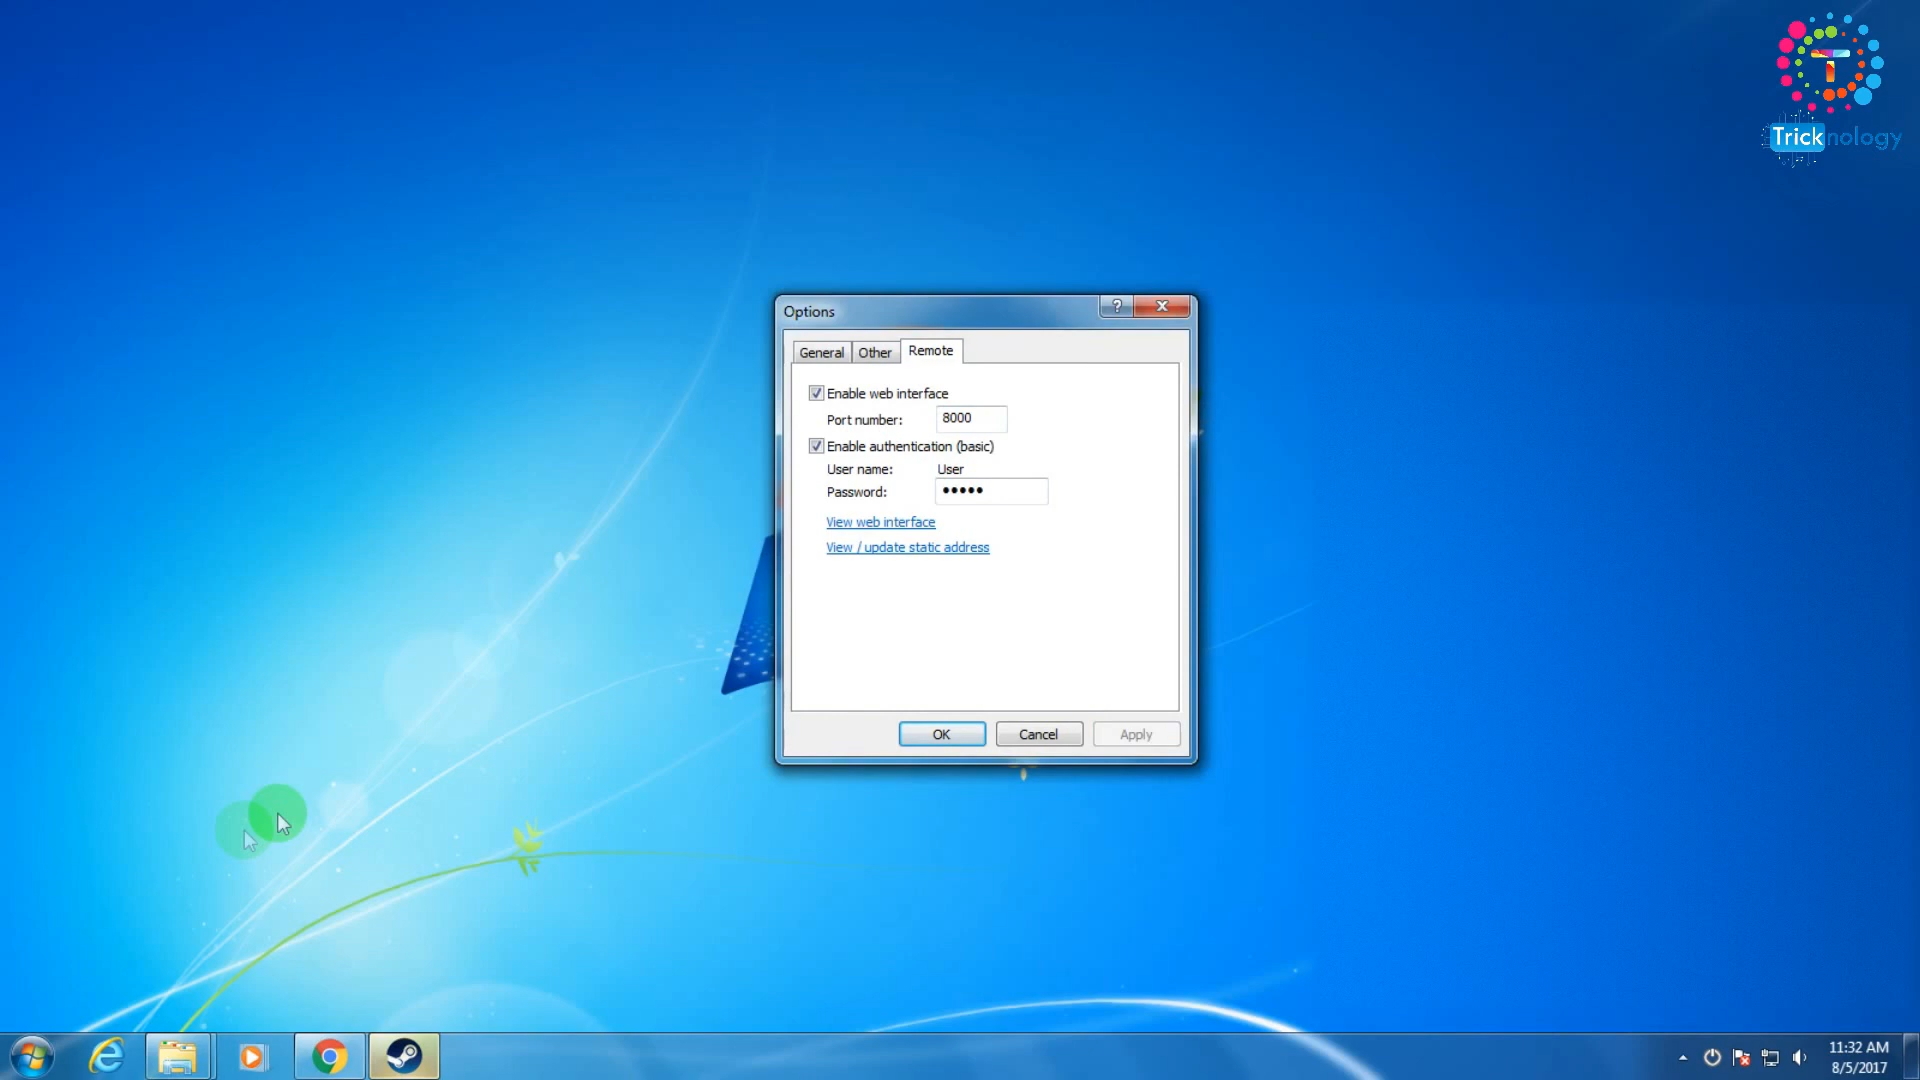 T
Tricknology
Options
?
General Other Remote
Enable web interface
Port number: 8000
Enable authentication (basic)
User name: User
Password: •••••
View web interface
View / update static address
OK Cancel Apply
11:32 AM
8/5/2017